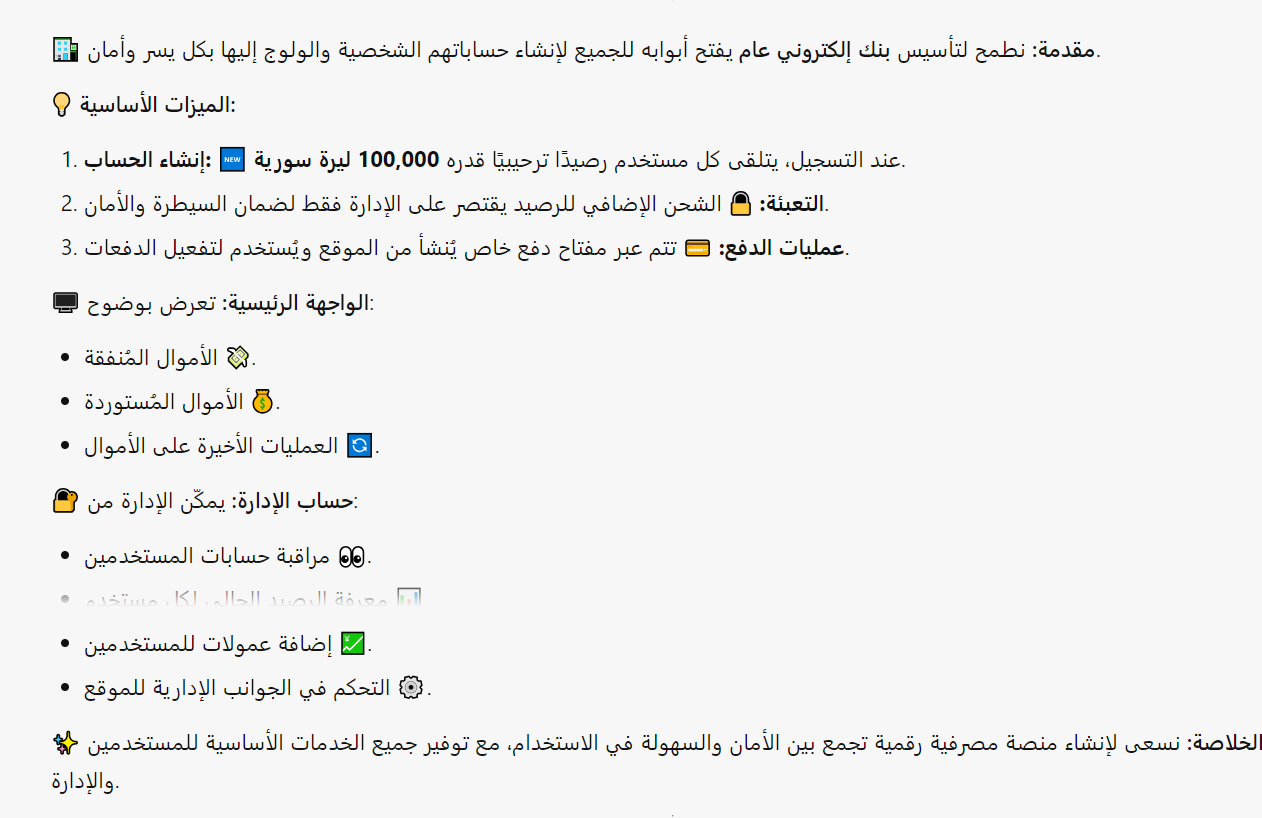 🏢 مقدمة: نطمح لتأسيس بنك إلكتروني عام يفتح أبوابه للجميع لإنشاء حساباتهم الشخصية والولوج إليها بكل يسر وأمان.
💡 الميزات الأساسية:
1. إنشاء الحساب: 🆕 عند التسجيل، يتلقى كل مستخدم رصيدًا ترحيبيًا قدره 100,000 ليرة سورية.
2. التعبئة: 🔒 الشحن الإضافي للرصيد يقتصر على الإدارة فقط لضمان السيطرة والأمان.
3. عمليات الدفع: 💳 تتم عبر مفتاح دفع خاص يُنشأ من الموقع ويُستخدم لتفعيل الدفعات.
🖥️ الواجهة الرئيسية: تعرض بوضوح:
• الأموال المُنفقة 💸.
• الأموال المُستوردة 💰.
• العمليات الأخيرة على الأموال 🔄.
🔐 حساب الإدارة: يمكّن الإدارة من:
• مراقبة حسابات المستخدمين 👀.
• معرفة الرصيد الحالي لكل مستخدم 📊
• إضافة عمولات للمستخدمين 💹.
• التحكم في الجوانب الإدارية للموقع ⚙️.
✨ الخلاصة: نسعى لإنشاء منصة مصرفية رقمية تجمع بين الأمان والسهولة في الاستخدام، مع توفير جميع الخدمات الأساسية للمستخدمين
والإدارة.